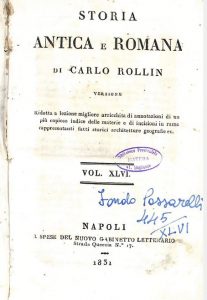 STORIA
ANTICA E ROMANA
DI CARLO ROLLIN
VERSIONE
Ridotta a lezione migliore arricchita di annotazioni di un
più copioso indice delle materie e di incisioni in rame
rappresentanti fatti storici architetture geografie ec.
VOL. XLVI.
Fondo Passarelli
445/XLVI
NAPOLI
A SPESE DEL NUOVO GABINETTO LETTERARIO
Strada Quercia N.° 17.
1831